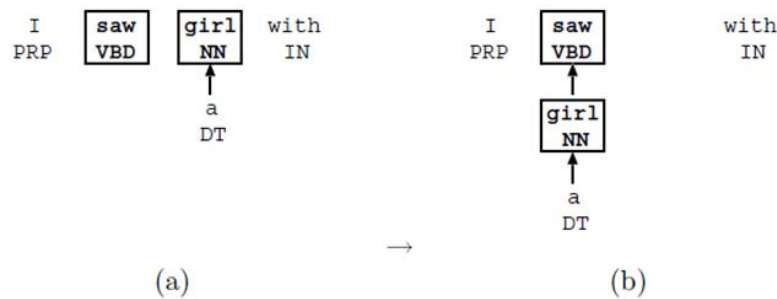 I saw girl with
PRP VBD NN IN
a
DT
(a)
→
I saw with
PRP VBD IN
girl
NN
a
DT
(b)